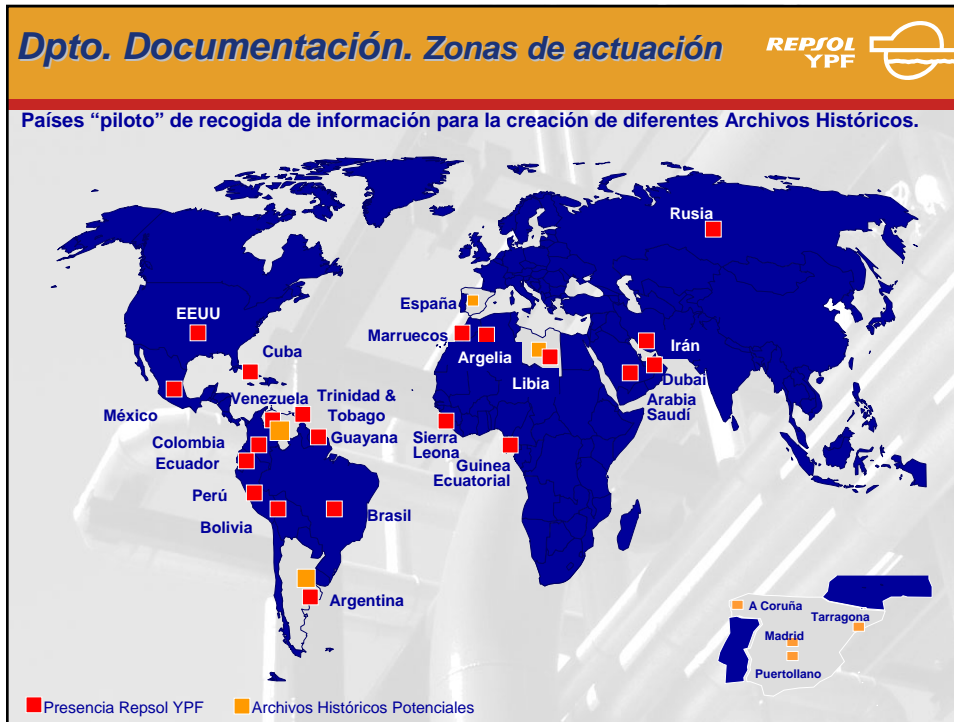 Dpto. Documentación. Zonas de actuación
REPSOL
YPF
Países “piloto” de recogida de información para la creación de diferentes Archivos Históricos.
Rusia
España
EEUU
Marruecos
Irán
Cuba
Argelia
Dubai
Libia
Venezuela
Trinidad &
Tobago
Arabia
Saudí
México
Colombia
Guayana
Sierra
Leona
Ecuador
Guinea
Ecuatorial
Perú
Brasil
Bolivia
Argentina
A Coruña
Tarragona
Madrid
Puertollano
Presencia Repsol YPF
Archivos Históricos Potenciales